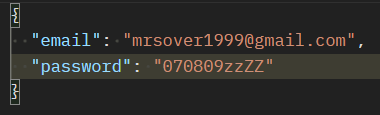 {
"email": "mrsover1999@gmail.com",
"password": "070809zzZZ"
}